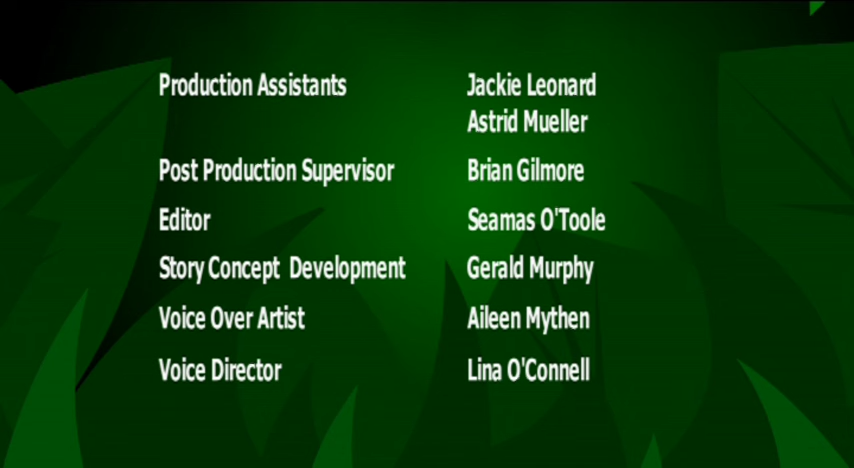 Production Assistants Jackie Leonard
Astrid Mueller
Post Production Supervisor Brian Gilmore
Editor Seamas O'Toole
Story Concept Development Gerald Murphy
Voice Over Artist Aileen Mythen
Voice Director Lina O'Connell